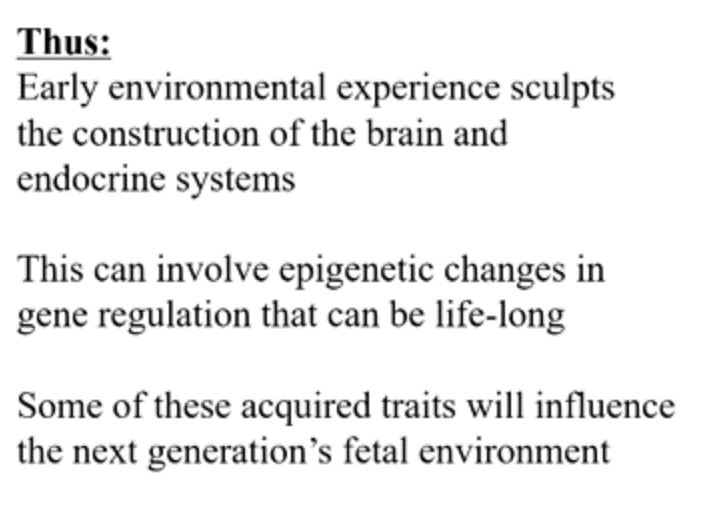 Thus:
Early environmental experience sculpts
the construction of the brain and
endocrine systems
This can involve epigenetic changes in
gene regulation that can be life-long
Some of these acquired traits will influence
the next generation’s fetal environment